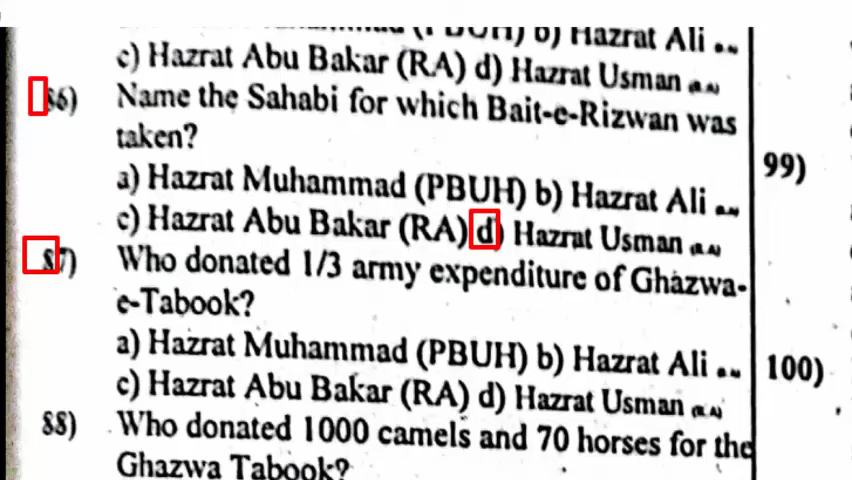 c) Hazrat Abu Bakar (RA) d) Hazrat Usman
86) Name the Sahabi for which Bait-e-Rizwan was
taken?
a) Hazrat Muhammad (PBUH) b) Hazrat Ali
c) Hazrat Abu Bakar (RA) d) Hazrat Usman
87) Who donated 1/3 army expenditure of Ghazwa-
e-Tabook?
a) Hazrat Muhammad (PBUH) b) Hazrat Ali
c) Hazrat Abu Bakar (RA) d) Hazrat Usman
88) Who donated 1000 camels and 70 horses for the
Ghazwa Tabook?
99)
100)